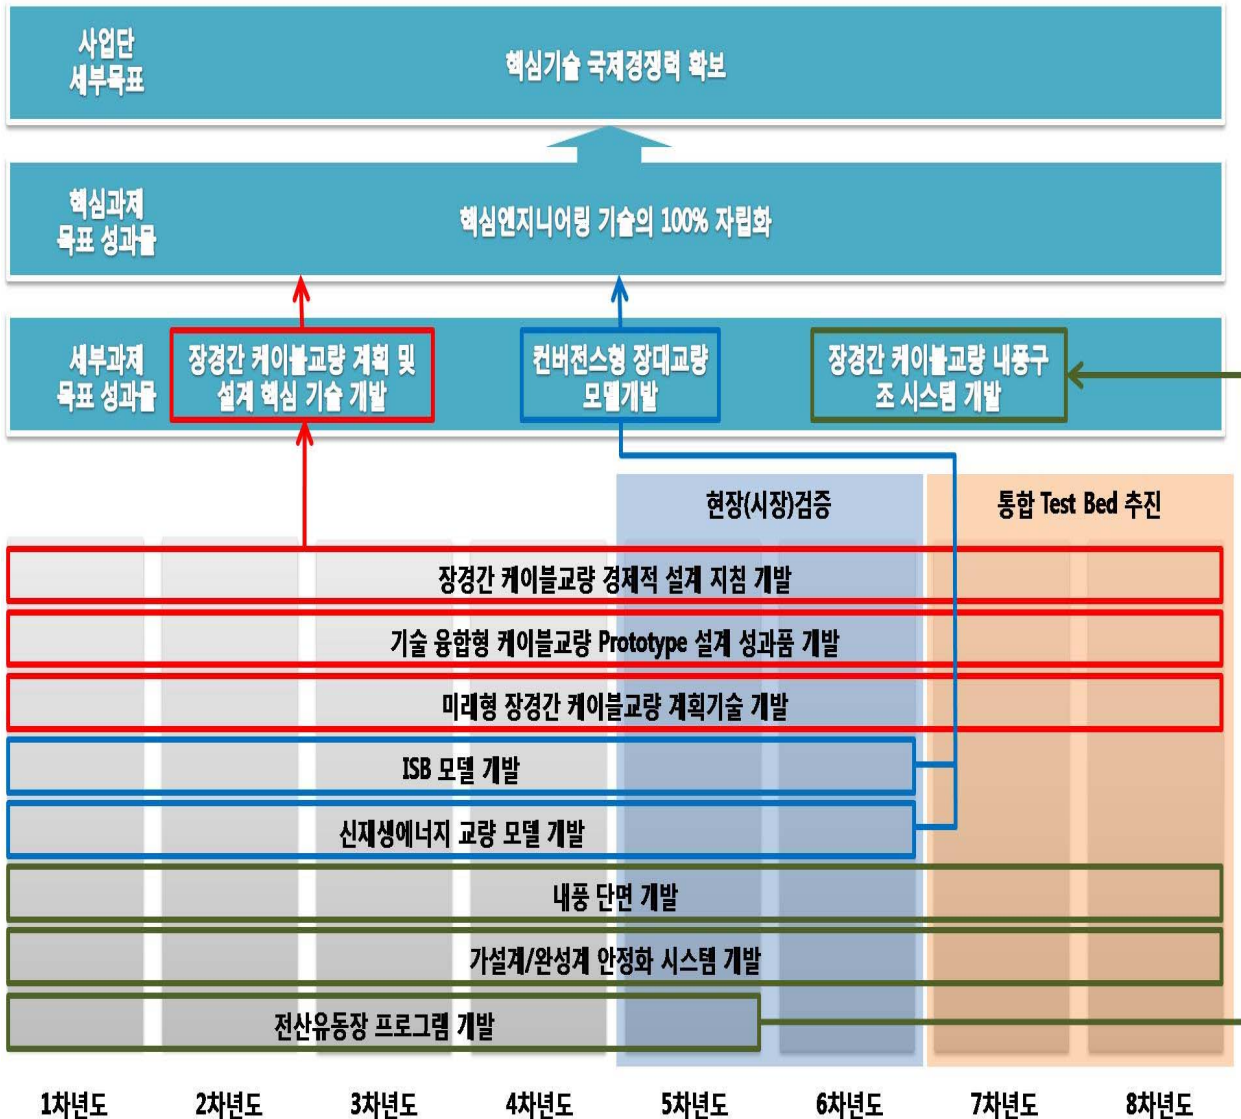 사업단
세부목표
핵심기술 국제경쟁력 확보
핵심과제
목표 성과물
핵심엔지니어링 기술의 100% 자립화
세부과제
목표 성과물
장경간 케이블교량 계획 및
설계 핵심 기술 개발
컨버전스형 장대교량
모델개발
장경간 케이블교량 내풍구
조 시스템 개발
현장(시장)검증
통합 Test Bed 추진
장경간 케이블교량 경제적 설계 지침 개발
기술 융합형 케이블교량 Prototype 설계 성과품 개발
미래형 장경간 케이블교량 계획기술 개발
ISB 모델 개발
신재생에너지 교량 모델 개발
내풍 단면 개발
가설계/완성계 안정화 시스템 개발
전산유동장 프로그램 개발
1차년도 2차년도 3차년도 4차년도 5차년도 6차년도 7차년도 8차년도